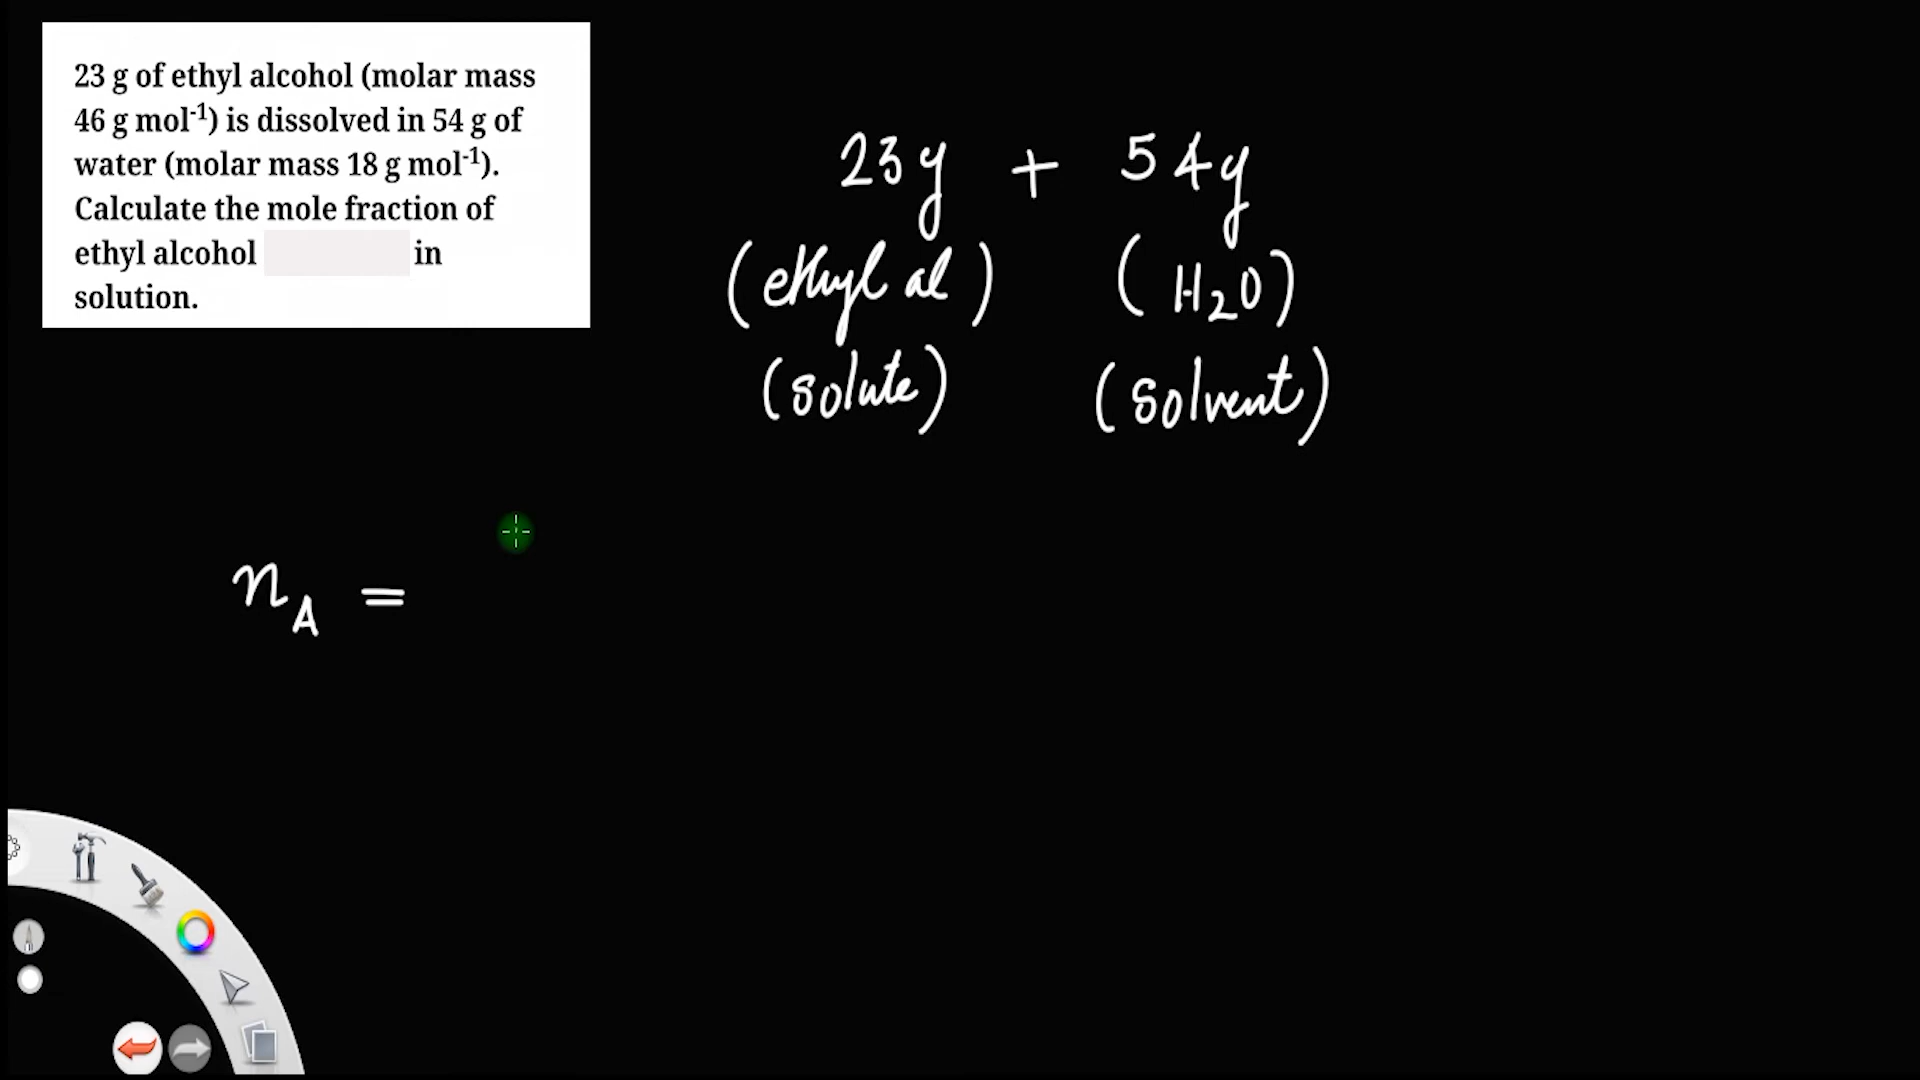 23 g of ethyl alcohol (molar mass
46 g mol⁻¹) is dissolved in 54 g of
water (molar mass 18 g mol⁻¹).
Calculate the mole fraction of
ethyl alcohol in
solution.
23g + 54g
(ethyl al) (H₂O)
(solute) (solvent)
n_A =